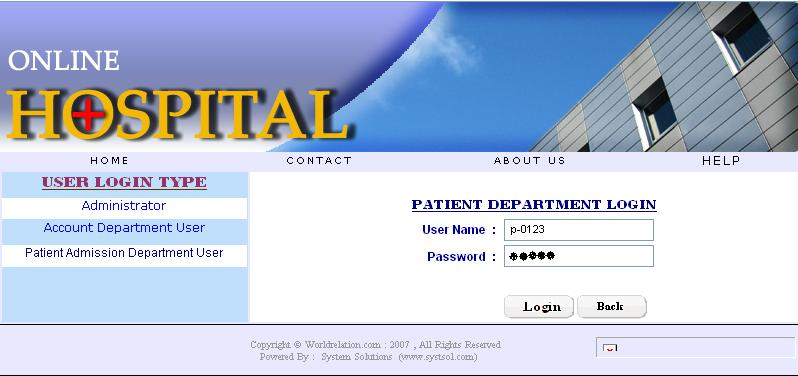 ONLINE
HOSPITAL
HOME CONTACT ABOUT US HELP
USER LOGIN TYPE
Administrator
Account Department User
Patient Admission Department User
PATIENT DEPARTMENT LOGIN
User Name : p-0123
Password : ●●●●●
Login Back
Copyright © Worldrelation.com : 2007 , All Rights Reserved
Powered By : System Solutions (www.systsol.com)